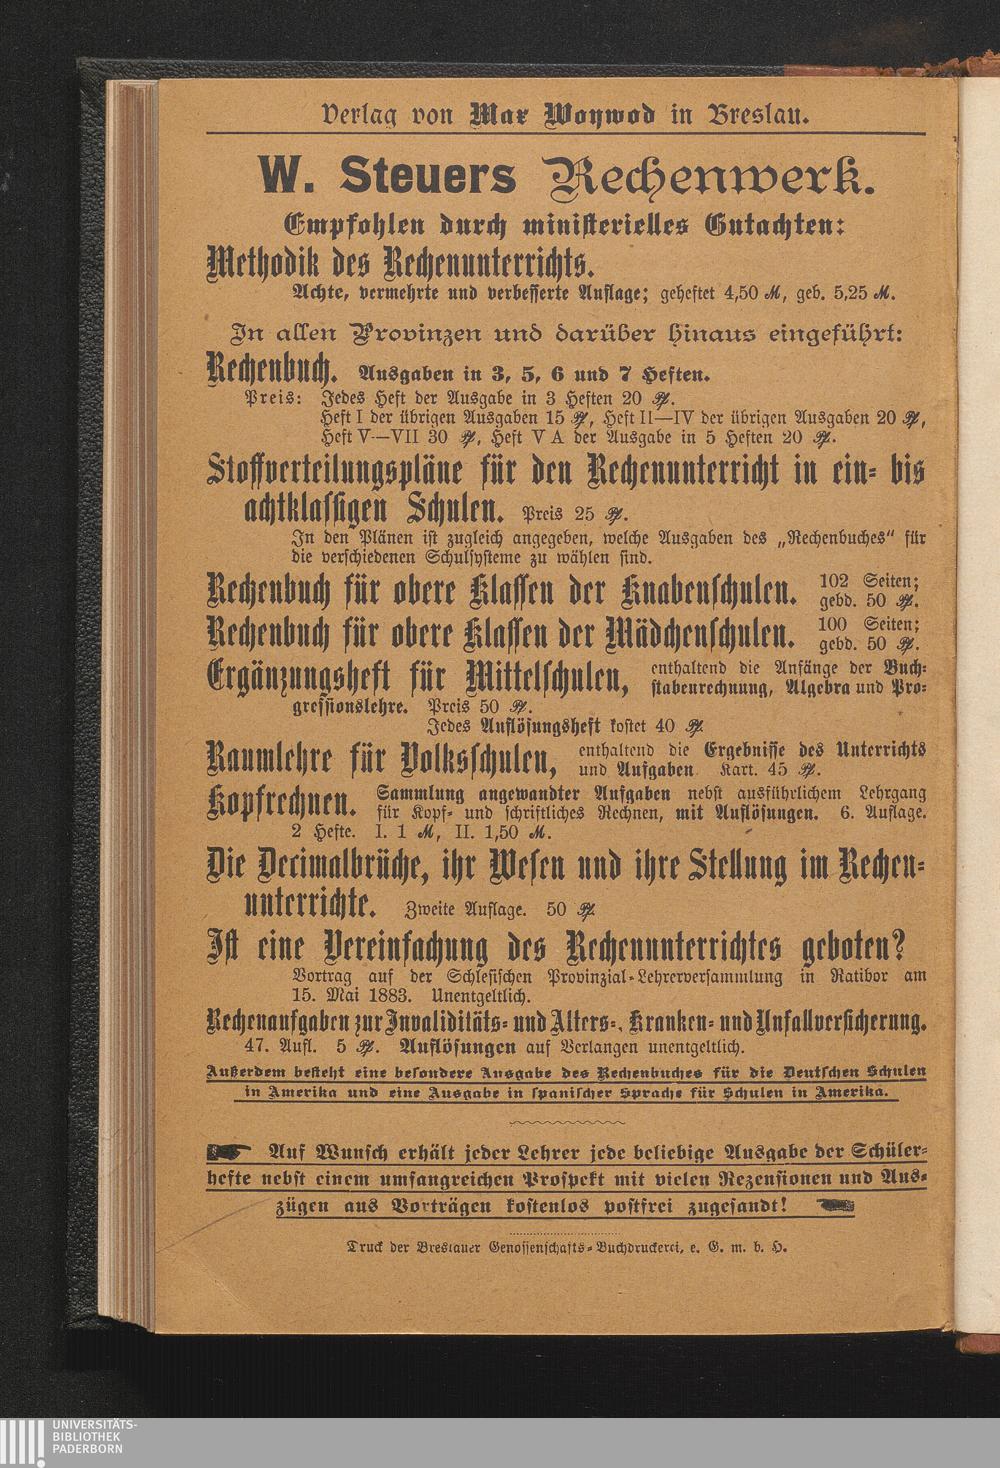 Verlag von Max Woywod in Breslau.
W. Steuers Rechenwerk.
Empfohlen durch ministerielles Gutachten:
Methodik des Rechenunterrichts.
Achte, vermehrte und verbesserte Auflage; geheftet 4,50 M, geb. 5,25 M.
In allen Provinzen und darüber hinaus eingeführt:
Rechenbuch. Ausgaben in 3, 5, 6 und 7 Heften.
Preis: Jedes Heft der Ausgabe in 3 Heften 20 Pf.
Heft I der übrigen Ausgaben 15 Pf, Heft II—IV der übrigen Ausgaben 20 Pf,
Heft V—VII 30 Pf, Heft V A der Ausgabe in 5 Heften 20 Pf.
Stoffverteilungspläne für den Rechenunterricht in ein- bis
achtklassigen Schulen. Preis 25 Pf.
In den Plänen ist zugleich angegeben, welche Ausgaben des „Rechenbuches" für
die verschiedenen Schulsysteme zu wählen sind.
Rechenbuch für obere Klassen der Knabenschulen. 102 Seiten;
gebd. 50 Pf.
Rechenbuch für obere Klassen der Mädchenschulen. 100 Seiten;
gebd. 50 Pf.
Ergänzungsheft für Mittelschulen, enthaltend die Anfänge der Buch-
stabenrechnung, Algebra und Pro-
gressionslehre. Preis 50 Pf.
Jedes Auflösungsheft kostet 40 Pf.
Raumlehre für Volksschulen, enthaltend die Ergebnisse des Unterrichts
und Aufgaben. Kart. 45 Pf.
Kopfrechnen. Sammlung angewandter Aufgaben nebst ausführlichem Lehrgang
für Kopf- und schriftliches Rechnen, mit Auflösungen. 6. Auflage.
2 Hefte. I. 1 M, II. 1,50 M.
Die Decimalbrüche, ihr Wesen und ihre Stellung im Rechen-
unterrichte. Zweite Auflage. 50 Pf.
Ist eine Vereinfachung des Rechenunterrichtes geboten?
Vortrag auf der Schlesischen Provinzial-Lehrerversammlung in Ratibor am
15. Mai 1883. Unentgeltlich.
Rechenaufgaben zur Invaliditäts- und Alters-, Kranken- und Unfallversicherung.
47. Aufl. 5 Pf. Auflösungen auf Verlangen unentgeltlich.
Außerdem besteht eine besondere Ausgabe des Rechenbuches für die Deutschen Schulen
in Amerika und eine Ausgabe in spanischer Sprache für Schulen in Amerika.
Auf Wunsch erhält jeder Lehrer jede beliebige Ausgabe der Schüler-
hefte nebst einem umfangreichen Prospekt mit vielen Rezensionen und Aus-
zügen aus Vorträgen kostenlos postfrei zugesandt!
Druck der Breslauer Genossenschafts-Buchdruckerei, e. G. m. b. H.
UNIVERSITÄTS-
BIBLIOTHEK
PADERBORN